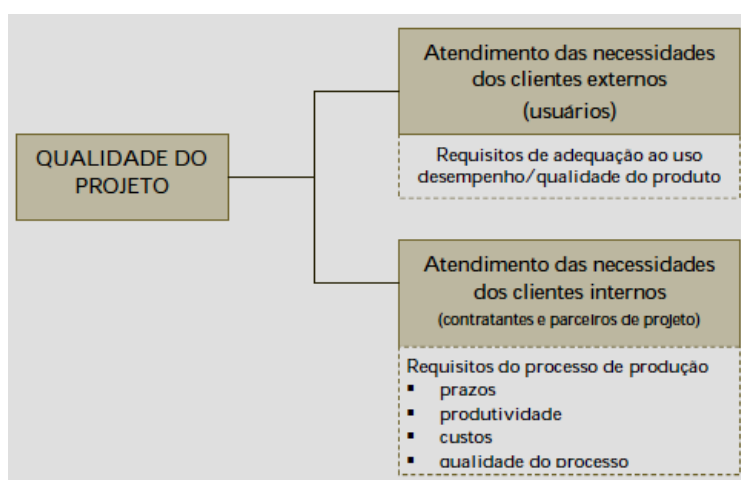 QUALIDADE DO
PROJETO
Atendimento das necessidades
dos clientes externos
(usuários)
Requisitos de adequação ao uso
desempenho/qualidade do produto
Atendimento das necessidades
dos clientes internos
(contratantes e parceiros de projeto)
Requisitos do processo de produção
▪ prazos
▪ produtividade
▪ custos
▪ qualidade do processo